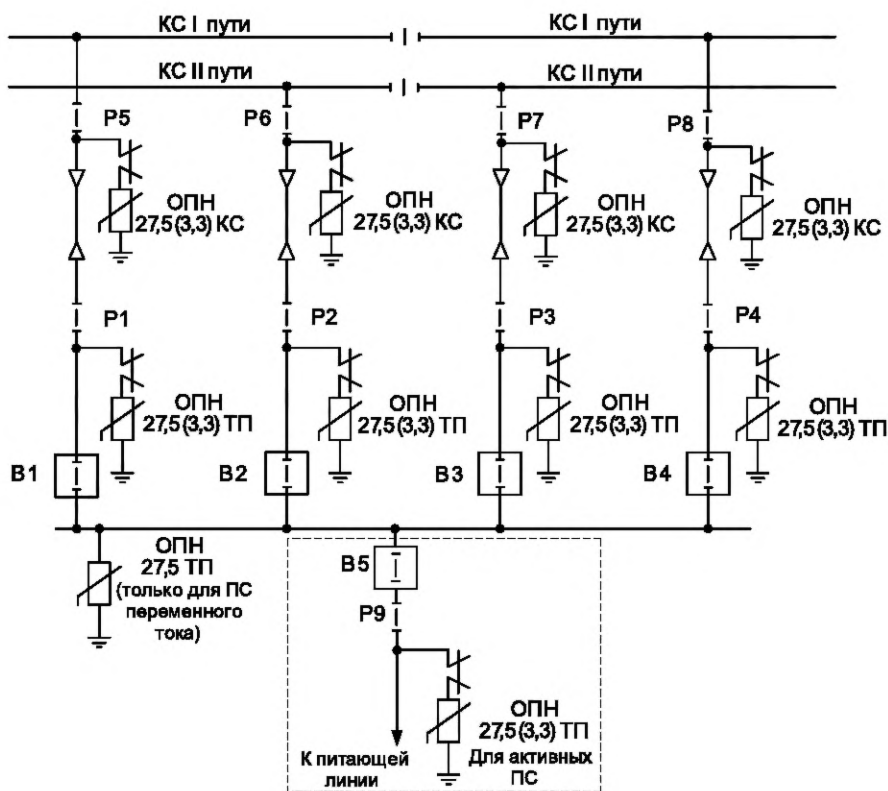 КС I пути
КС I пути
КС II пути
КС II пути
Р5
Р6
Р7
Р8
ОПН
27,5(3,3) КС
ОПН
27,5(3,3) КС
ОПН
27,5(3,3) КС
ОПН
27,5(3,3) КС
Р1
Р2
Р3
Р4
ОПН
27,5(3,3) ТП
ОПН
27,5(3,3) ТП
ОПН
27,5(3,3) ТП
ОПН
27,5(3,3) ТП
В1
В2
В3
В4
ОПН
27,5 ТП
(только для ПС
переменного
тока)
В5
Р9
ОПН
27,5(3,3) ТП
К питающей
линии
Для активных
ПС